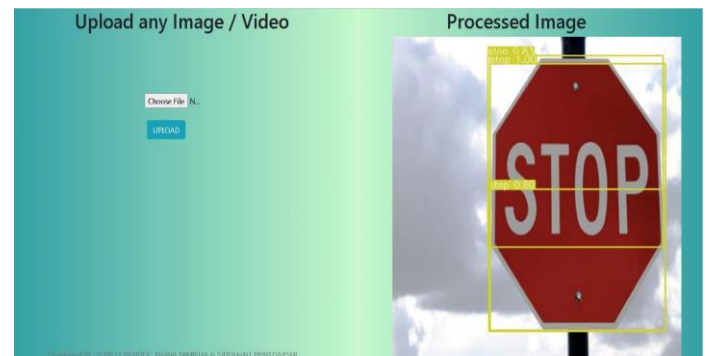 Upload any Image / Video
Choose File N...
UPLOAD
Processed Image
stop 0.83
stop 1.00
stop 0.60
STOP